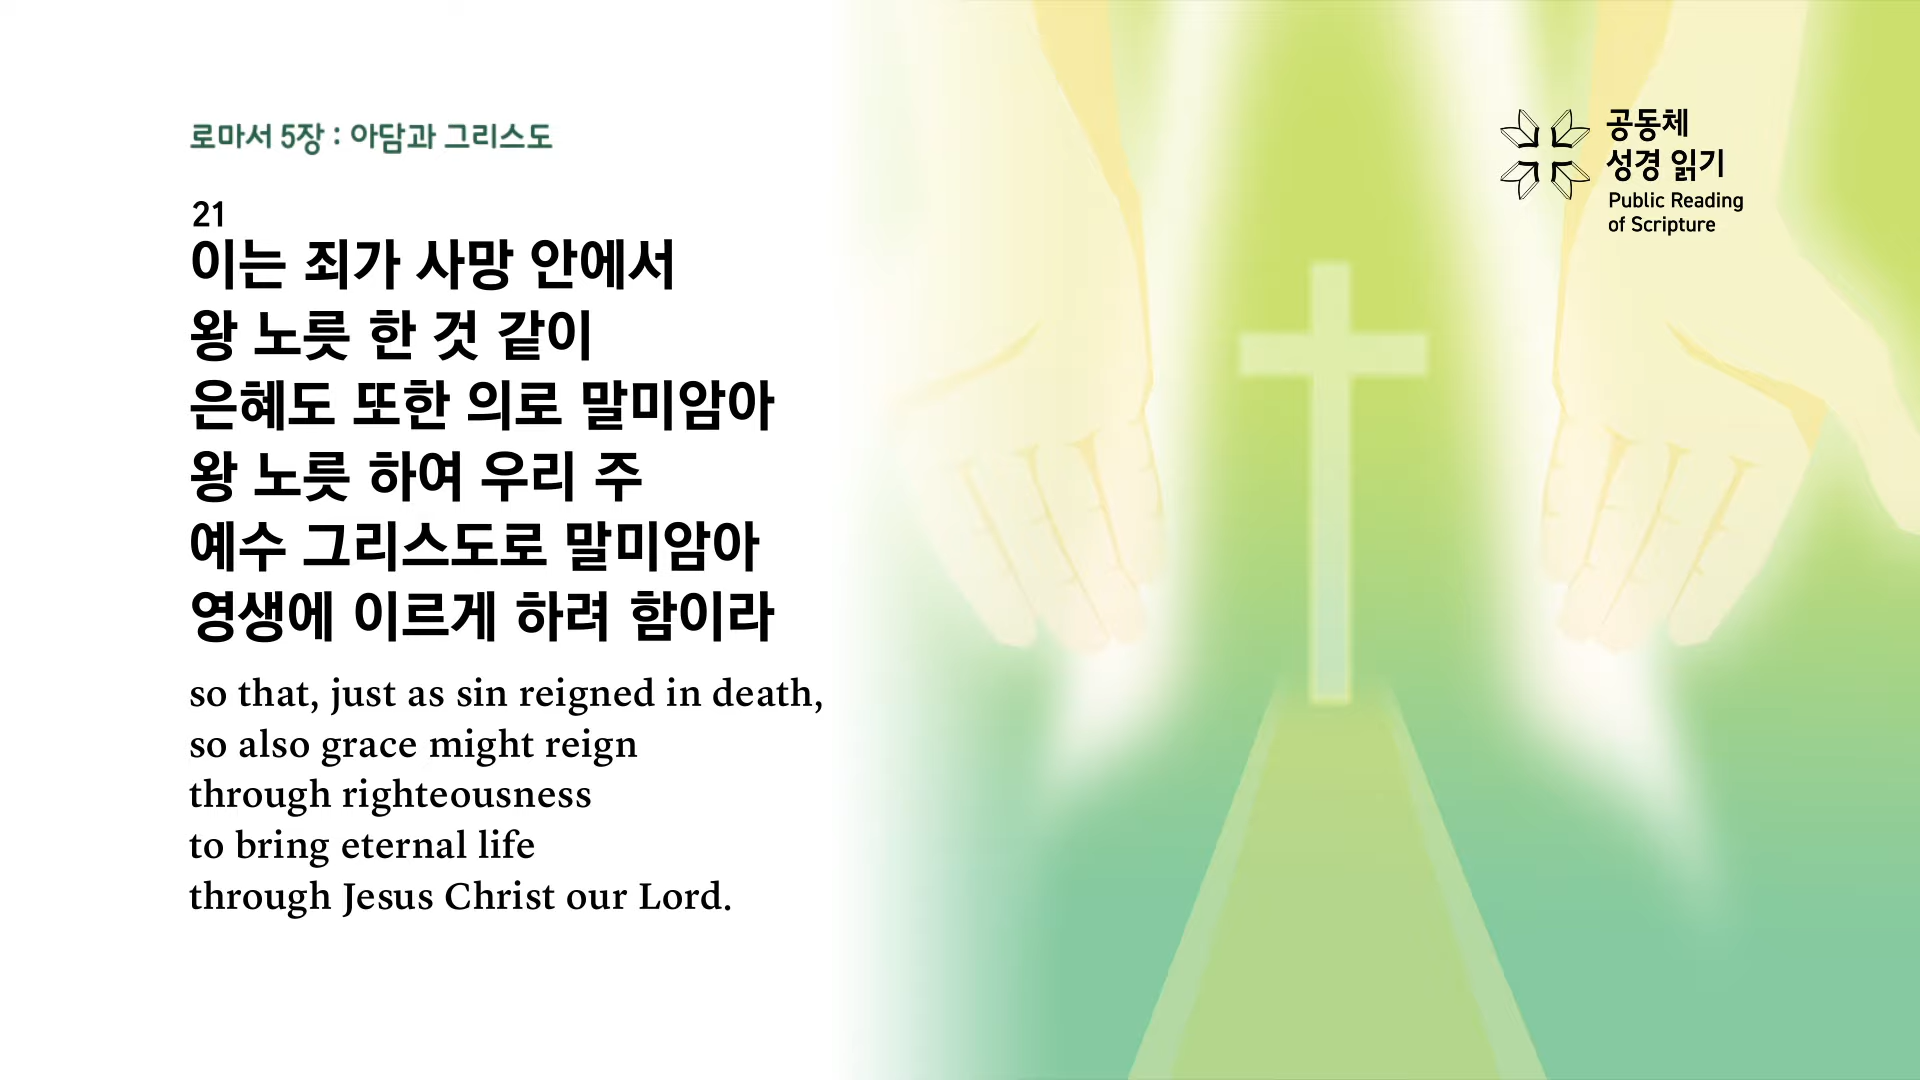 로마서 5장 : 아담과 그리스도
21
이는 죄가 사망 안에서
왕 노릇 한 것 같이
은혜도 또한 의로 말미암아
왕 노릇 하여 우리 주
예수 그리스도로 말미암아
영생에 이르게 하려 함이라
so that, just as sin reigned in death,
so also grace might reign
through righteousness
to bring eternal life
through Jesus Christ our Lord.
공동체
성경 읽기
Public Reading
of Scripture